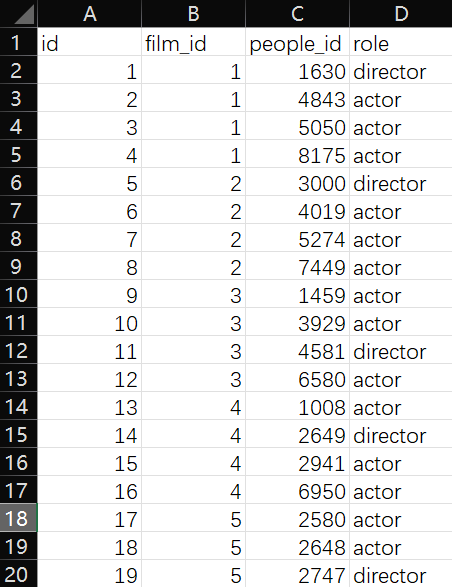 A B C D
1 id film_id people_id role
2 1 1 1630 director
3 2 1 4843 actor
4 3 1 5050 actor
5 4 1 8175 actor
6 5 2 3000 director
7 6 2 4019 actor
8 7 2 5274 actor
9 8 2 7449 actor
10 9 3 1459 actor
11 10 3 3929 actor
12 11 3 4581 director
13 12 3 6580 actor
14 13 4 1008 actor
15 14 4 2649 director
16 15 4 2941 actor
17 16 4 6950 actor
18 17 5 2580 actor
19 18 5 2648 actor
20 19 5 2747 director